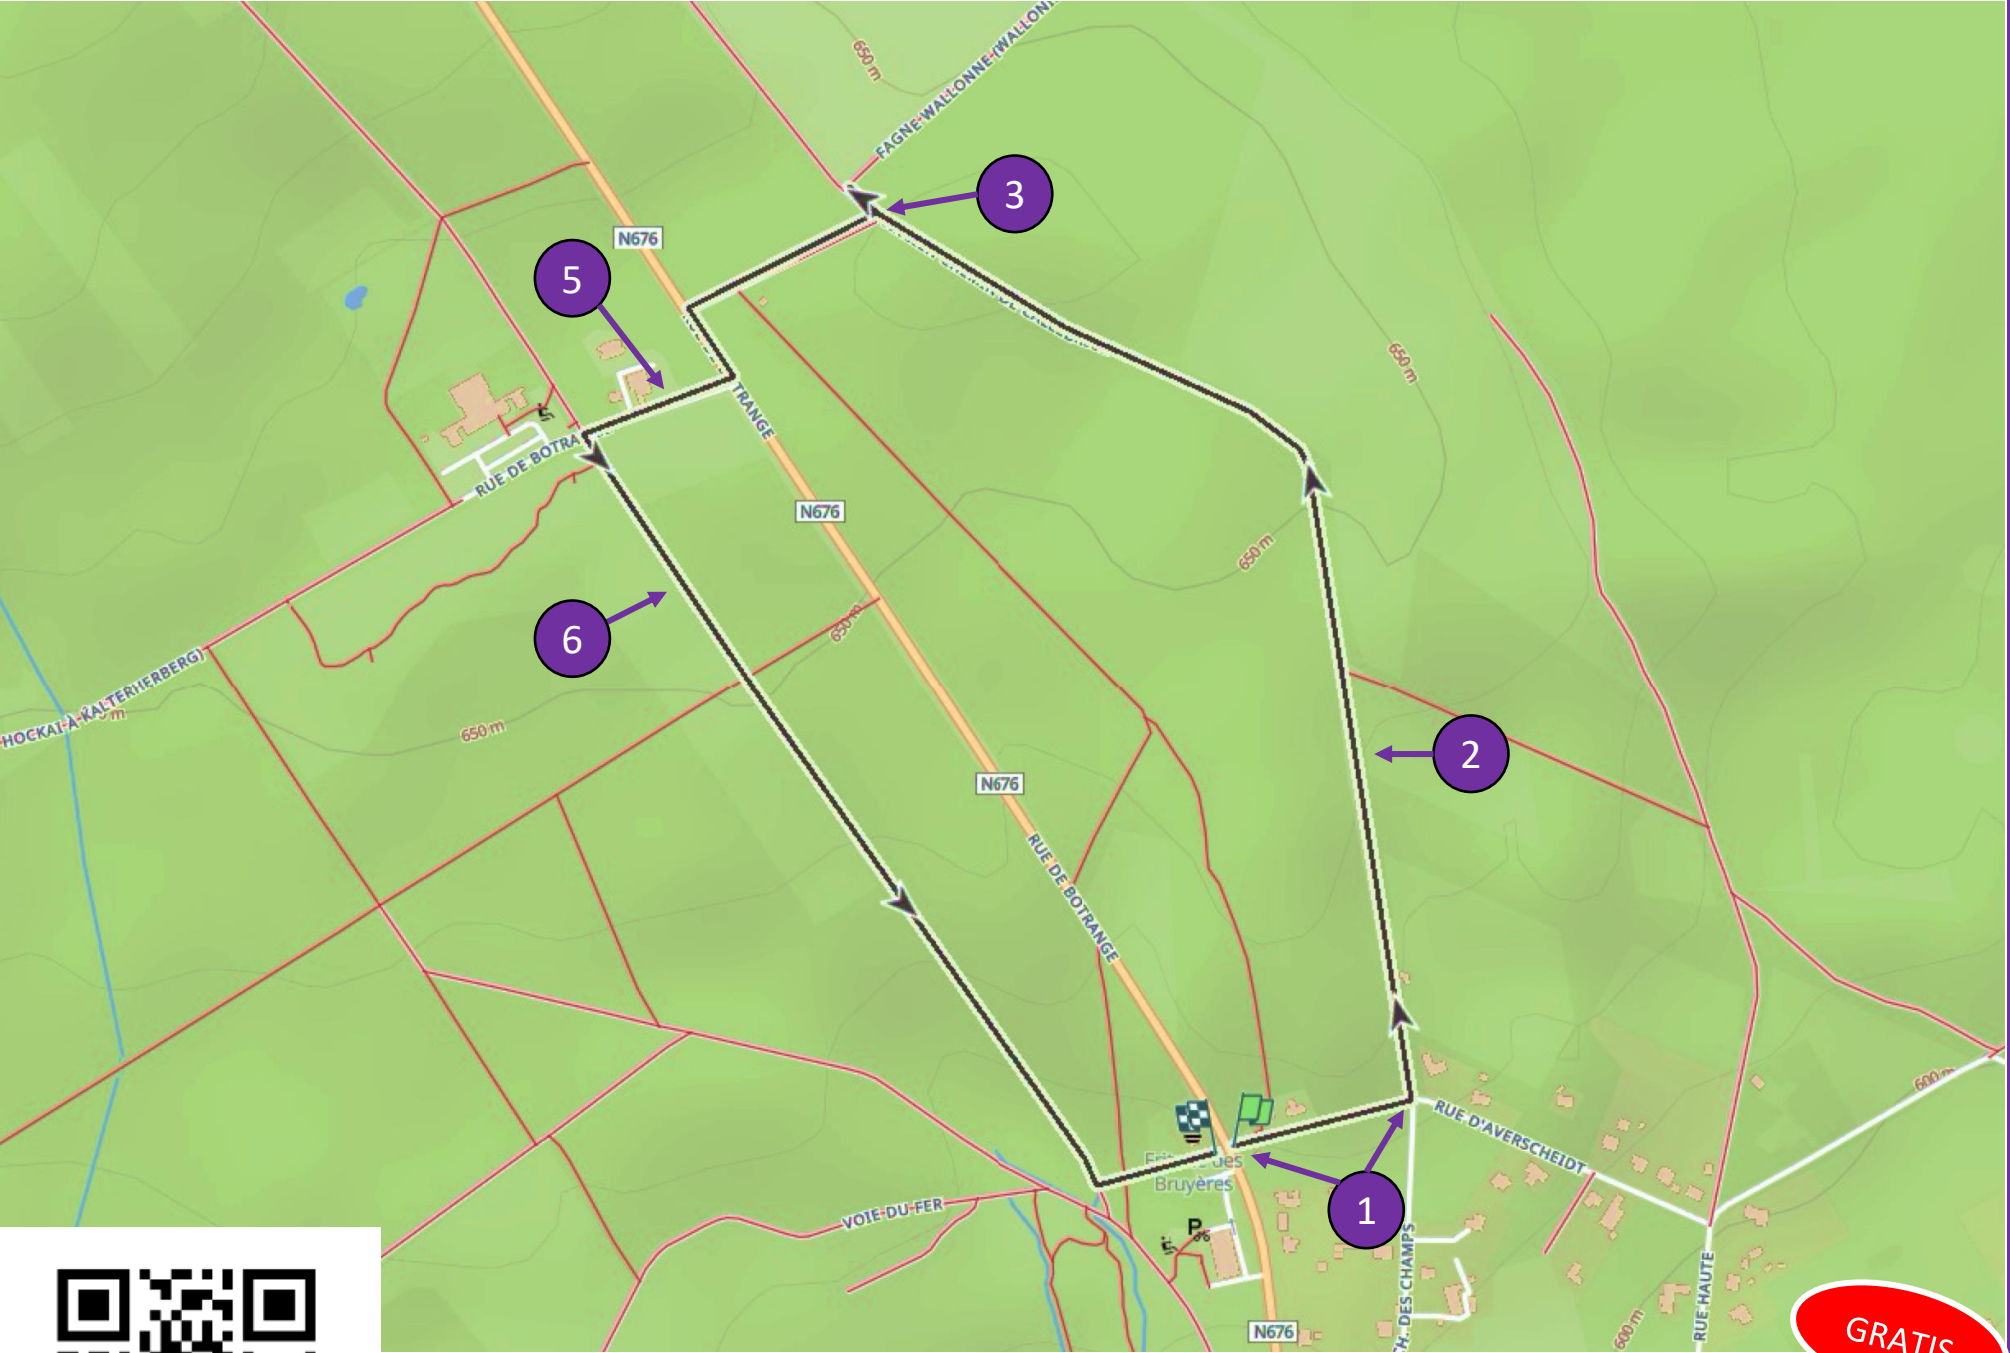 650 m
FAGNE WALLONNE (WALLON
3
N676
5
TRANGE
650 m
RUE DE BOTRA
N676
650 m
650 m
6
HOCKAI À KALTERHERBERG)
650 m
2
N676
RUE DE BOTRANGE
600 m
RUE D'AVERSCHEIDT
des
Bruyères
1
VOIE DU FER
P
CH. DES CHAMPS
RUE HAUTE
600 m
N676
GRATIS